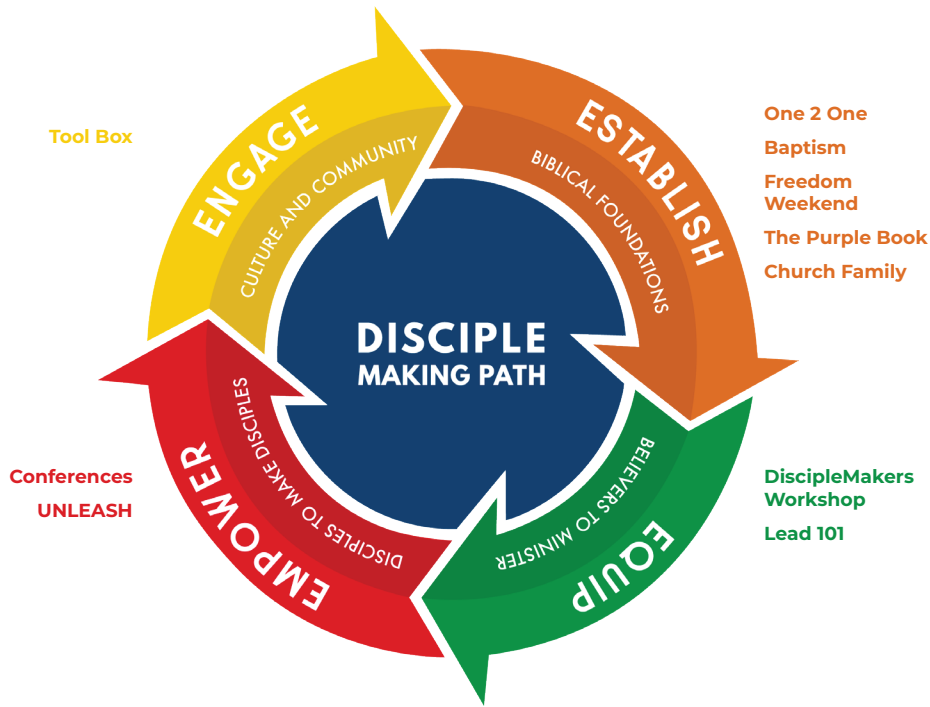 Tool Box
ENGAGE
CULTURE AND COMMUNITY
ESTABLISH
BIBLICAL FOUNDATIONS
One 2 One
Baptism
Freedom
Weekend
The Purple Book
Church Family
DISCIPLE
MAKING PATH
EQUIP
BELIEVERS TO MINISTER
DiscipleMakers
Workshop
Lead 101
EMPOWER
DISCIPLES TO MAKE DISCIPLES
Conferences
UNLEASH